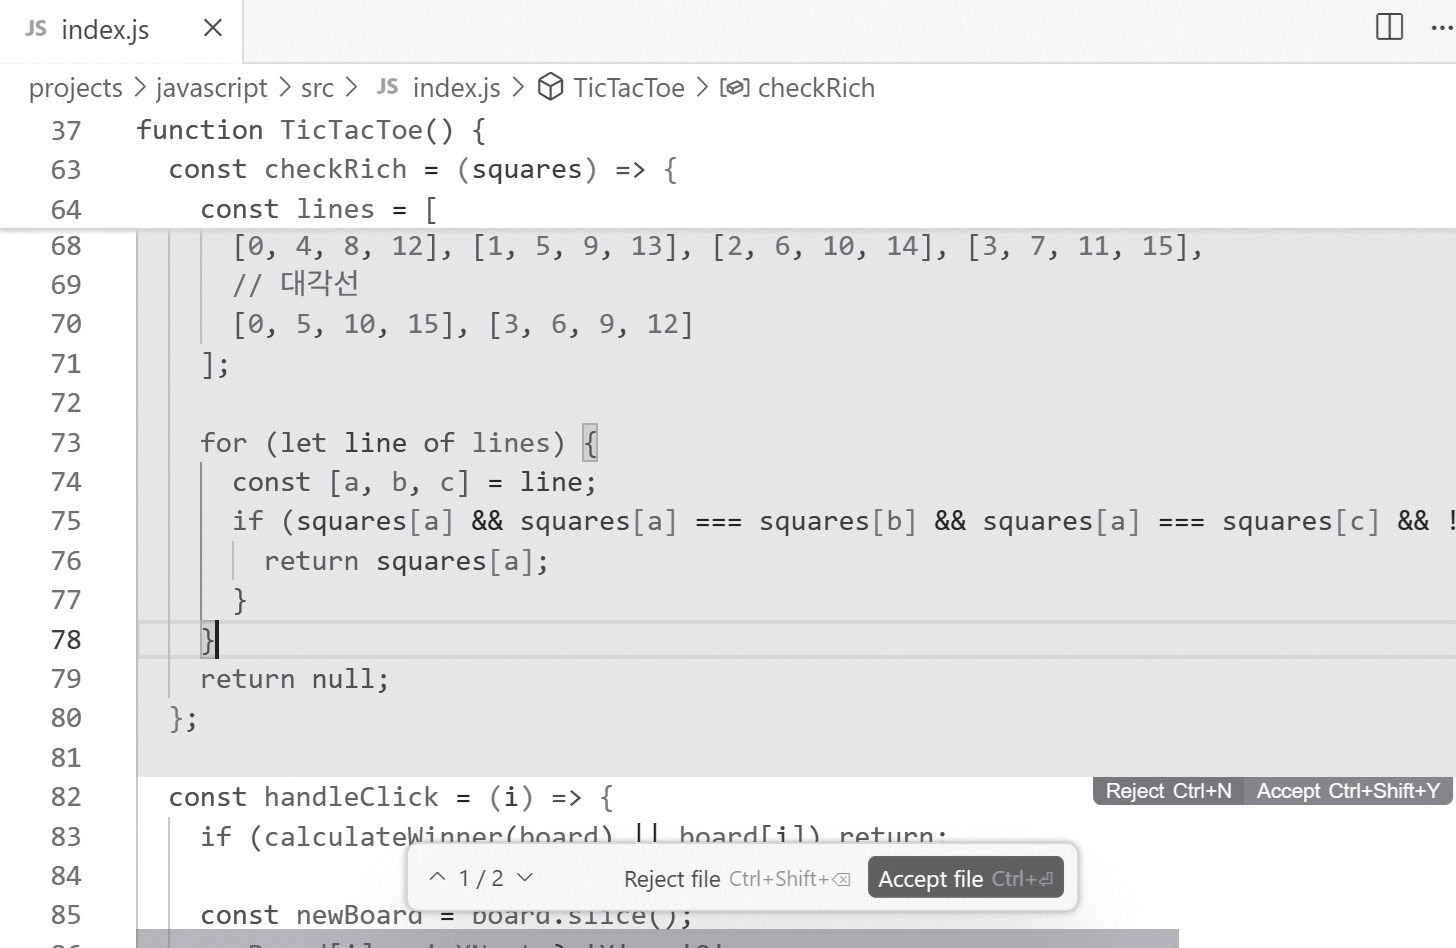 JS index.js
projects > javascript > src > JS index.js > TicTacToe > checkRich
37 function TicTacToe() {
63 const checkRich = (squares) => {
64 const lines = [
68 [0, 4, 8, 12], [1, 5, 9, 13], [2, 6, 10, 14], [3, 7, 11, 15],
69 // 대각선
70 [0, 5, 10, 15], [3, 6, 9, 12]
71 ];
72
73 for (let line of lines) {
74 const [a, b, c] = line;
75 if (squares[a] && squares[a] === squares[b] && squares[a] === squares[c] && !
76 return squares[a];
77 }
78 }
79 return null;
80 };
81
82 const handleClick = (i) => {
Reject Ctrl+N Accept Ctrl+Shift+Y
83 if (calculateWinner(board) || board[i]) return;
84
1 / 2 Reject file Ctrl+Shift+⌫ Accept file Ctrl+⏎
85 const newBoard = board.slice();